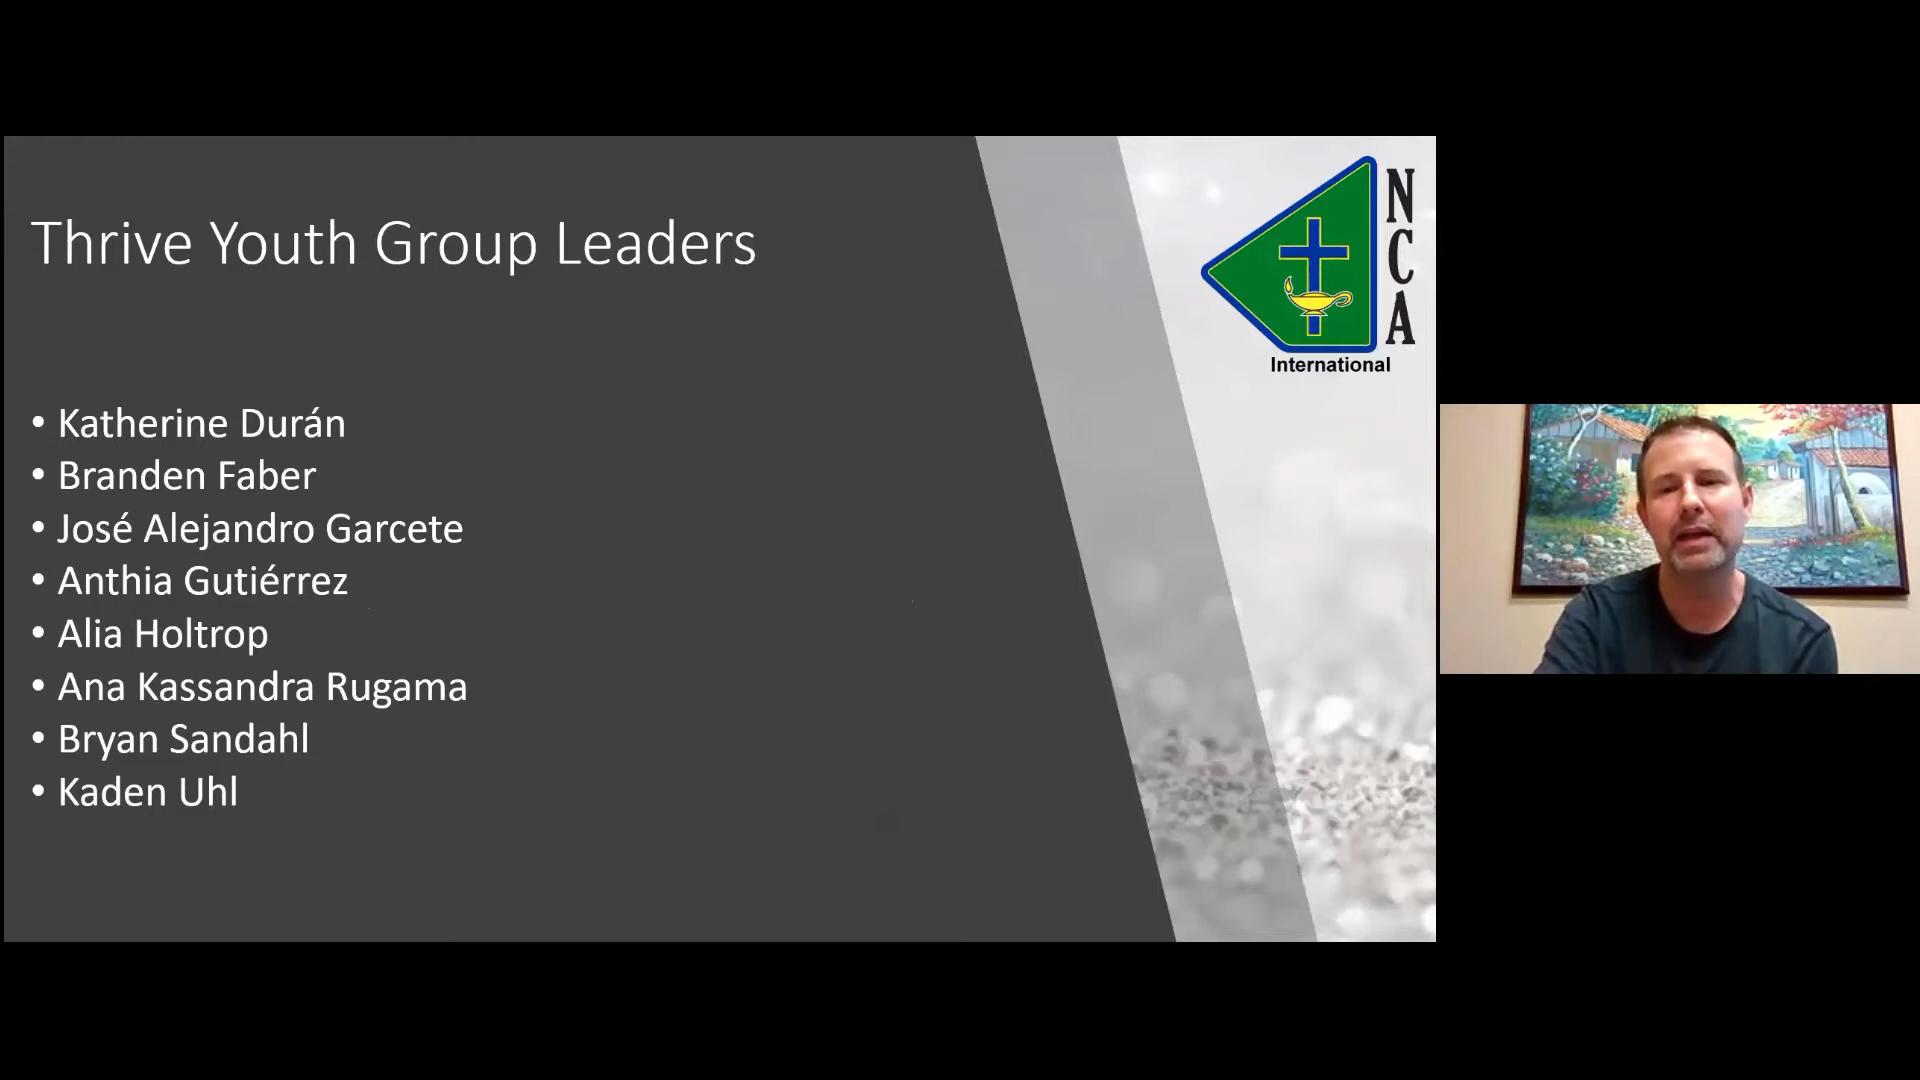 Thrive Youth Group Leaders
• Katherine Durán
• Branden Faber
• José Alejandro Garcete
• Anthia Gutiérrez
• Alia Holtrop
• Ana Kassandra Rugama
• Bryan Sandahl
• Kaden Uhl
NCA
International